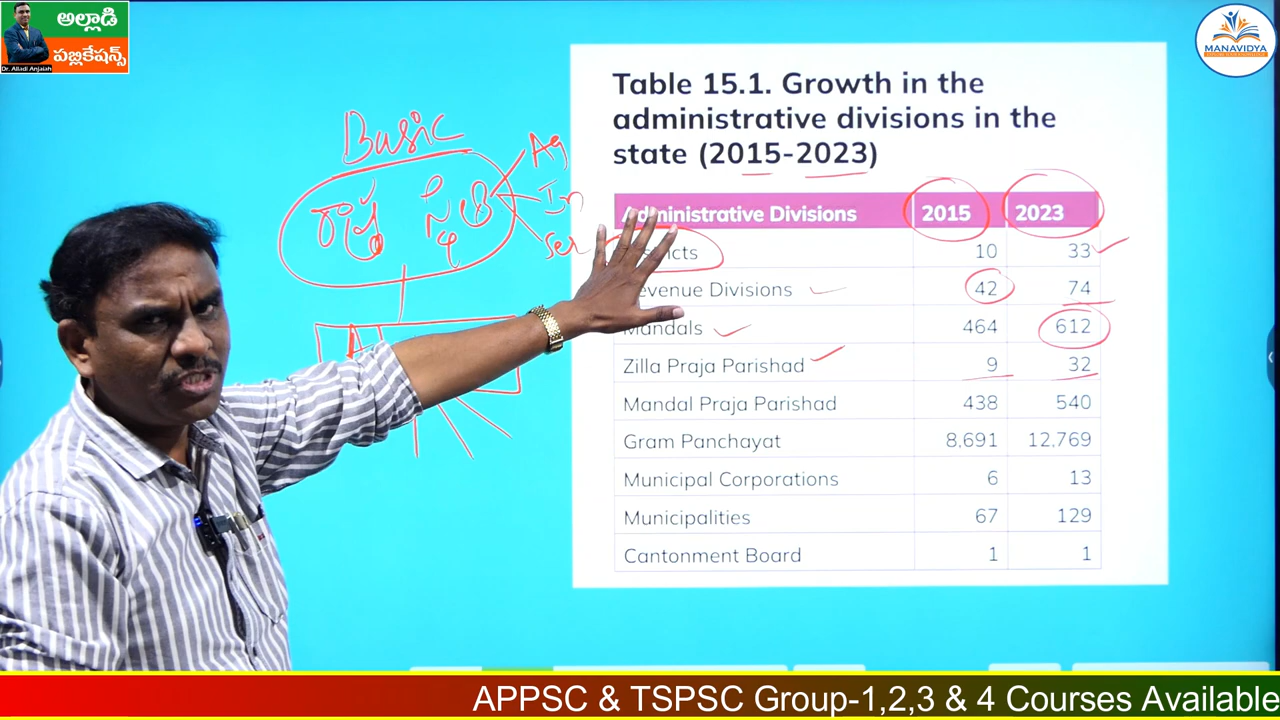 అల్లాడి
పబ్లికేషన్స్
Dr. Alladi Anjaiah
MANAVIDYA
Basic
Ag
In
Ser
Table 15.1. Growth in the
administrative divisions in the
state (2015-2023)
Administrative Divisions 2015 2023
10 33
Revenue Divisions 42 74
Mandals 464 612
Zilla Praja Parishad 9 32
Mandal Praja Parishad 438 540
Gram Panchayat 8,691 12,769
Municipal Corporations 6 13
Municipalities 67 129
Cantonment Board 1 1
APPSC & TSPSC Group-1,2,3 & 4 Courses Available